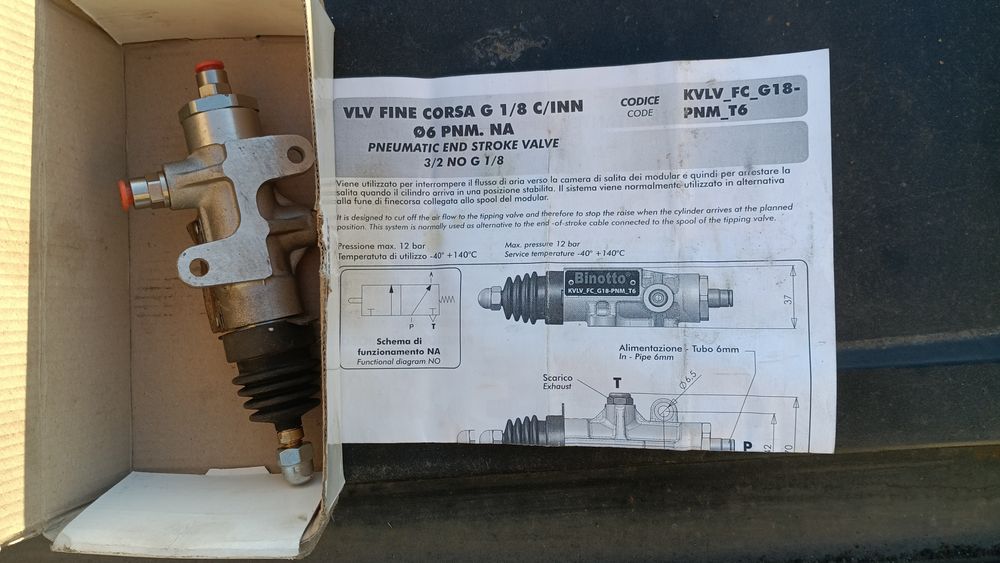 VLV FINE CORSA G 1/8 C/INN
Ø6 PNM. NA
PNEUMATIC END STROKE VALVE
3/2 NO G 1/8
CODICE
CODE
KVLV_FC_G18-
PNM_T6
Viene utilizzato per interrompere il flusso di aria verso la camera di salita dei modular e quindi per arrestare la
salita quando il cilindro arriva in una posizione stabilita. Il sistema viene normalmente utilizzato in alternativa
alla fune di finecorsa collegata allo spool del modular.
It is designed to cut off the air flow to the tipping valve and therefore to stop the raise when the cylinder arrives at the planned
position. This system is normally used as alternative to the end -of-stroke cable connected to the spool of the tipping valve.
Pressione max. 12 bar
Temperatuta di utilizzo -40° +140°C
Max. pressure 12 bar
Service temperature -40° +140°C
P
T
Schema di
funzionamento NA
Functional diagram NO
Binotto®
KVLV_FC_G18-PNM_T6
37
Alimentazione - Tubo 6mm
In - Pipe 6mm
Scarico
Exhaust
T
Ø6.5
P
42
70